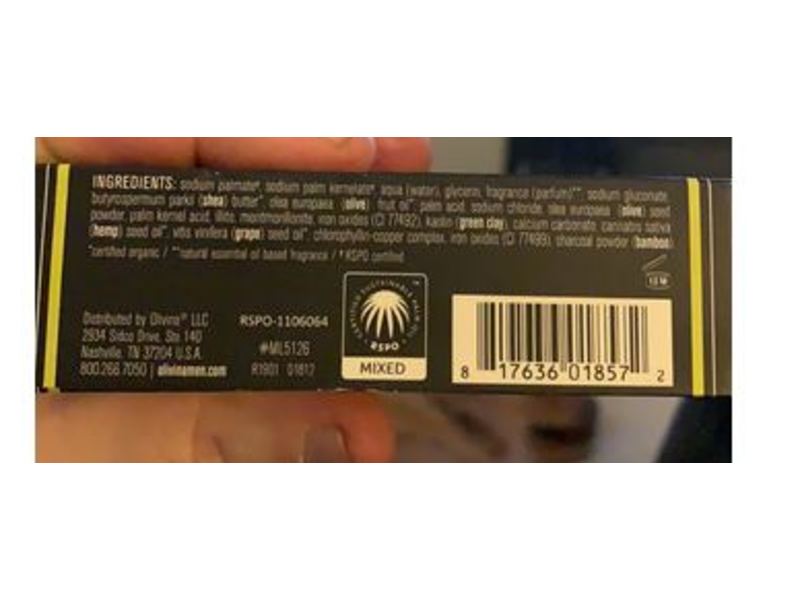 INGREDIENTS: sodium palmate†, sodium palm kernelate†, aqua (water), glycerin, fragrance (parfum)**, sodium gluconate,
butyrospermum parkii (shea) butter*, olea europaea (olive) fruit oil*, palm acid, sodium chloride, olea europaea (olive) seed
powder, palm kernel acid, illite, montmorillonite, iron oxides (CI 77492), kaolin (green clay), calcium carbonate, cannabis sativa
(hemp) seed oil*, vitis vinifera (grape) seed oil*, chlorophyllin-copper complex, iron oxides (CI 77499), charcoal powder (bamboo)
*certified organic / **natural essential oil based fragrance / †RSPO certified
12 M
Distributed by Olivina® LLC
2934 Sidco Drive, Ste 140
Nashville, TN 37204 U.S.A.
800.266.7050 | olivinamen.com
RSPO-1106064
#ML5126
R1901 01817
CERTIFIED SUSTAINABLE PALM OIL
RSPO
TM
MIXED
8 17636 01857 2